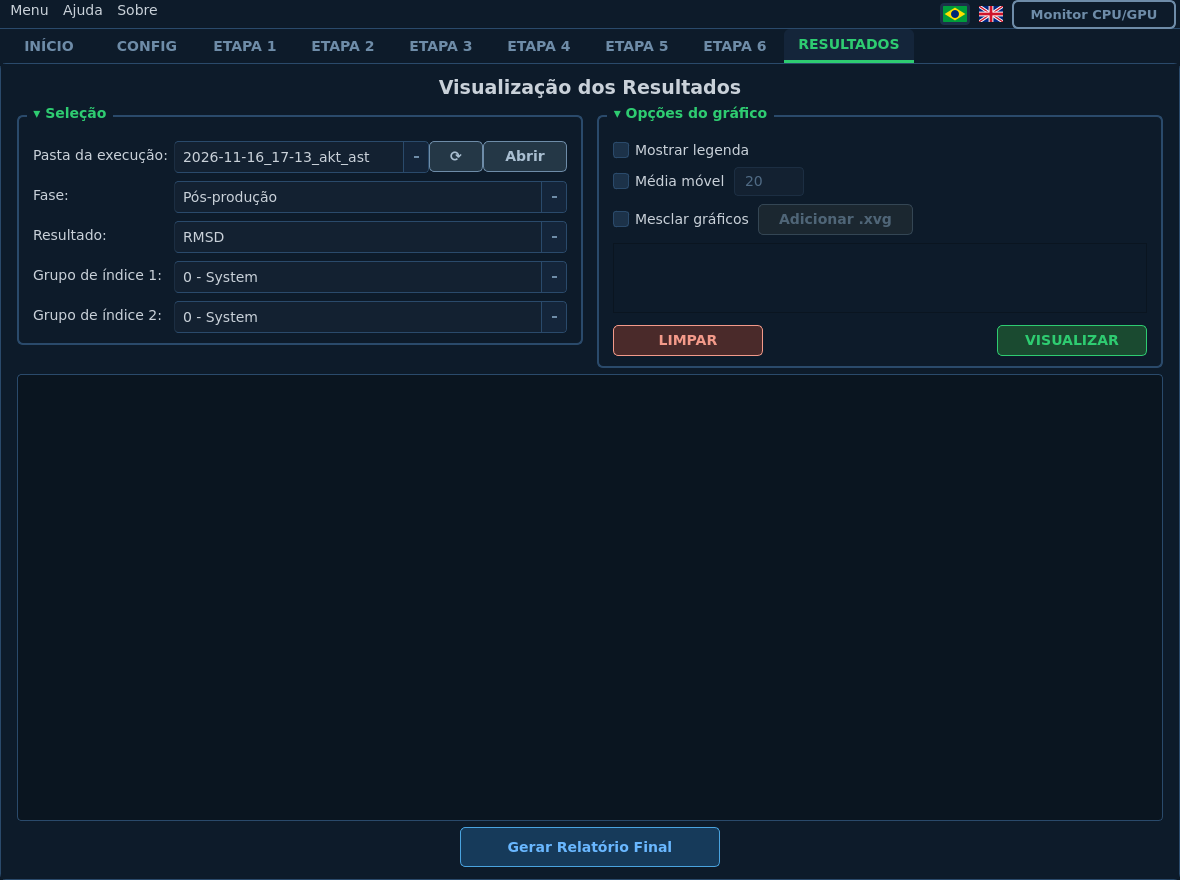 Menu Ajuda Sobre
Monitor CPU/GPU
INÍCIO CONFIG ETAPA 1 ETAPA 2 ETAPA 3 ETAPA 4 ETAPA 5 ETAPA 6 RESULTADOS
Visualização dos Resultados
▾ Seleção
Pasta da execução: 2026-11-16_17-13_akt_ast - ⟳ Abrir
Fase: Pós-produção -
Resultado: RMSD -
Grupo de índice 1: 0 - System -
Grupo de índice 2: 0 - System -
▾ Opções do gráfico
Mostrar legenda
Média móvel 20
Mesclar gráficos Adicionar .xvg
LIMPAR VISUALIZAR
Gerar Relatório Final